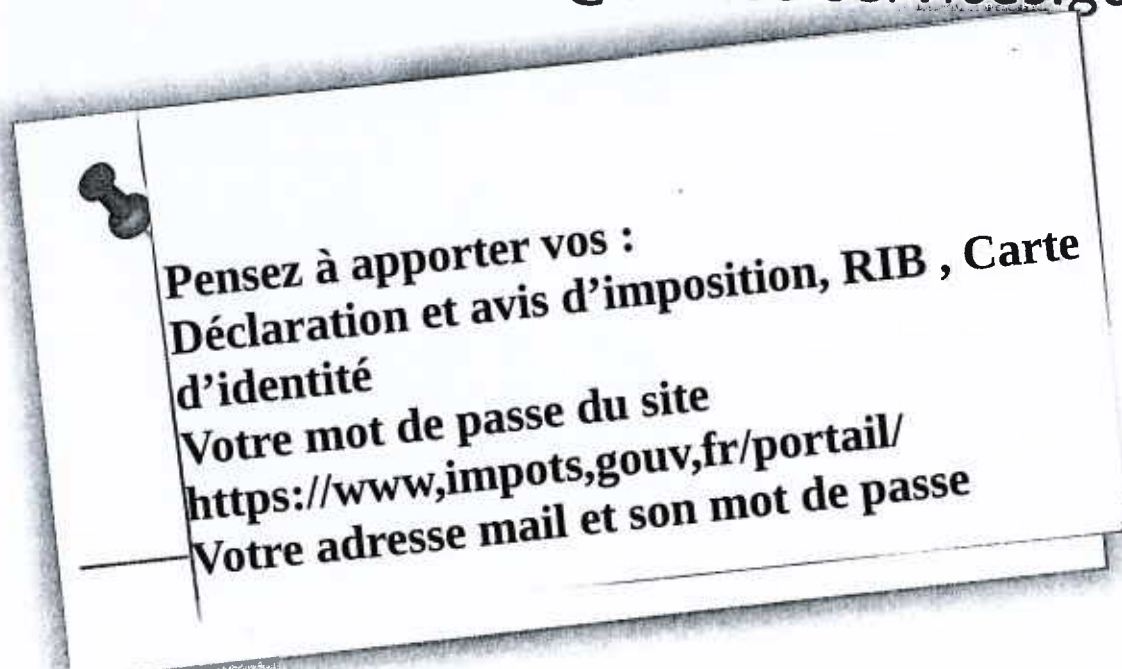 Pensez à apporter vos :
Déclaration et avis d’imposition, RIB , Carte
d’identité
Votre mot de passe du site
https://www,impots,gouv,fr/portail/
Votre adresse mail et son mot de passe